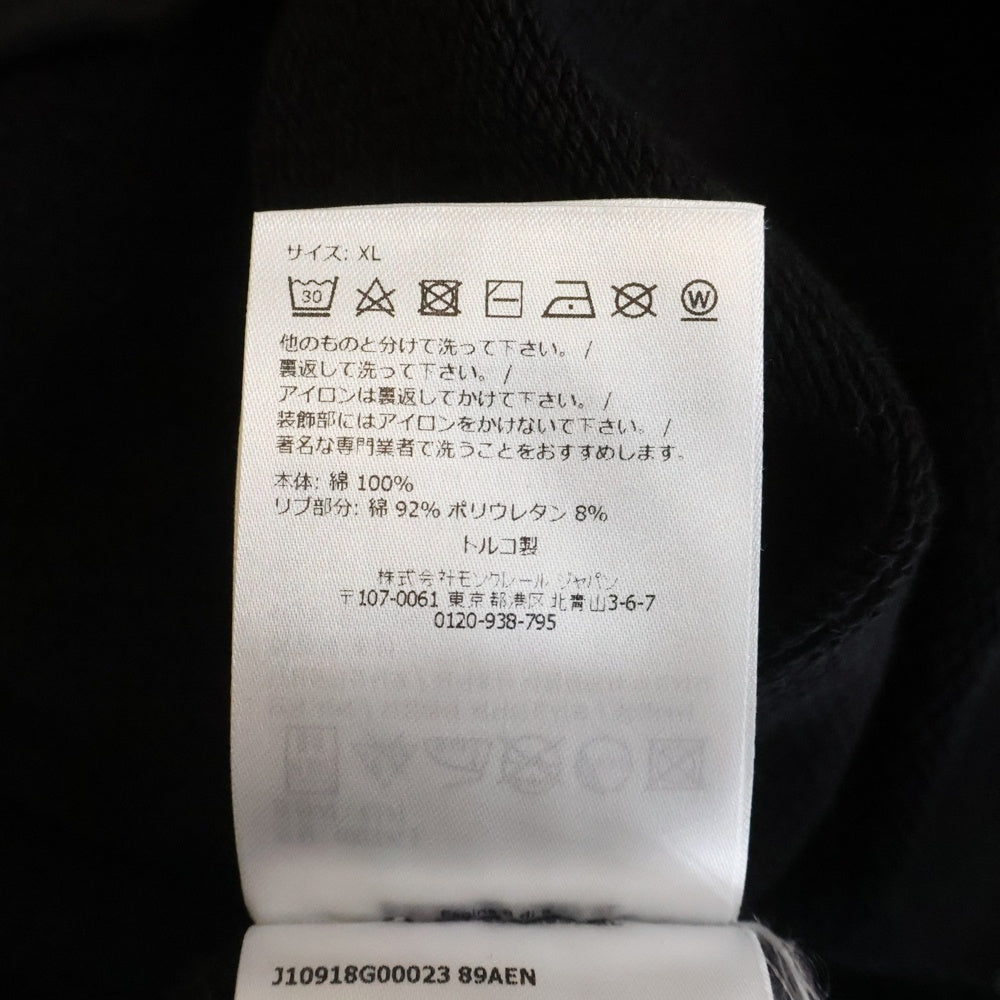 サイズ: XL
30
W
他のものと分けて洗って下さい。 /
裏返して洗って下さい。 /
アイロンは裏返してかけて下さい。 /
装飾部にはアイロンをかけないで下さい。 /
著名な専門業者で洗うことをおすすめします。
本体: 綿 100%
リブ部分: 綿 92% ポリウレタン 8%
トルコ製
株式会社モンクレール ジャパン
〒107-0061 東京都港区北青山3-6-7
0120-938-795
J10918G00023 89AEN